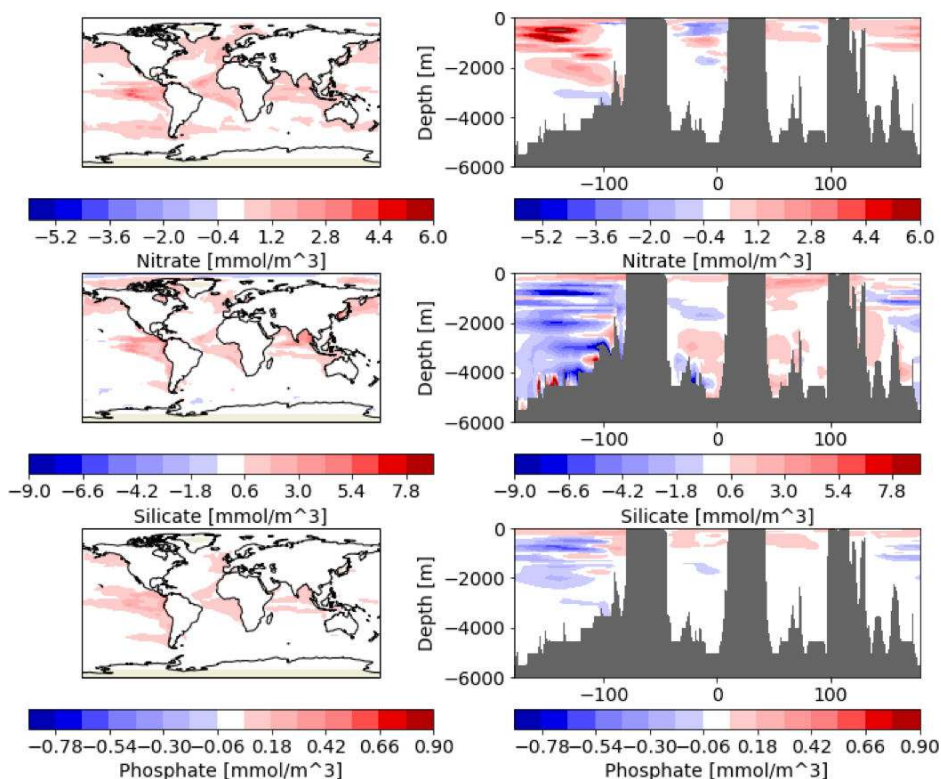 0
−2000
−4000
−6000
Depth [m]
−100 0 100
−5.2 −3.6 −2.0 −0.4 1.2 2.8 4.4 6.0
Nitrate [mmol/m^3]
−5.2 −3.6 −2.0 −0.4 1.2 2.8 4.4 6.0
Nitrate [mmol/m^3]
0
−2000
−4000
−6000
Depth [m]
−100 0 100
−9.0 −6.6 −4.2 −1.8 0.6 3.0 5.4 7.8
Silicate [mmol/m^3]
−9.0 −6.6 −4.2 −1.8 0.6 3.0 5.4 7.8
Silicate [mmol/m^3]
0
−2000
−4000
−6000
Depth [m]
−100 0 100
−0.78 −0.54 −0.30 −0.06 0.18 0.42 0.66 0.90
Phosphate [mmol/m^3]
−0.78 −0.54 −0.30 −0.06 0.18 0.42 0.66 0.90
Phosphate [mmol/m^3]